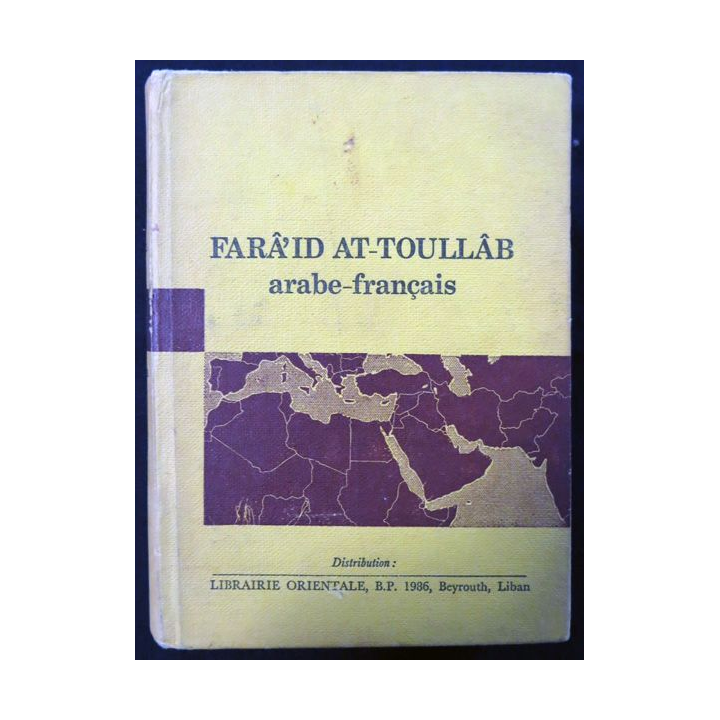 FARÂ'ID AT-TOULLÂB
arabe-français
Distribution :
LIBRAIRIE ORIENTALE, B.P. 1986, Beyrouth, Liban